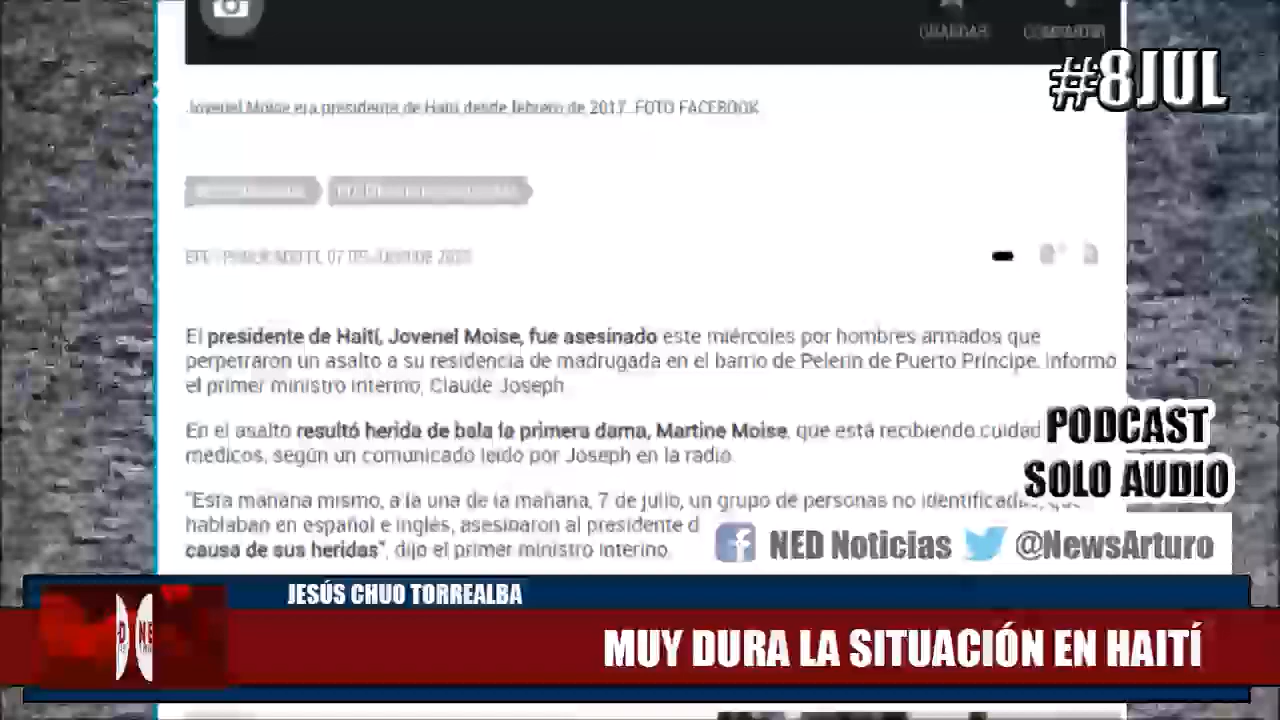 GUARDAR COMPARTIR
#8JUL
Jovenel Moise era presidente de Haití desde febrero de 2017. FOTO FACEBOOK
El presidente de Haití, Jovenel Moise, fue asesinado este miércoles por hombres armados que
perpetraron un asalto a su residencia de madrugada en el barrio de Pelerin de Puerto Príncipe, informó
el primer ministro interino, Claude Joseph
En el asalto resultó herida de bala la primera dama, Martine Moise, que está recibiendo cuidad
médicos, según un comunicado leído por Joseph en la radio.
PODCAST
SOLO AUDIO
"Esta mañana mismo, a la una de la mañana, 7 de julio, un grupo de personas no identificadas, que
hablaban en español e inglés, asesinaron al presidente d
causa de sus heridas", dijo el primer ministro interino.
NED Noticias @NewsArturo
JESÚS CHUO TORREALBA
MUY DURA LA SITUACIÓN EN HAITÍ